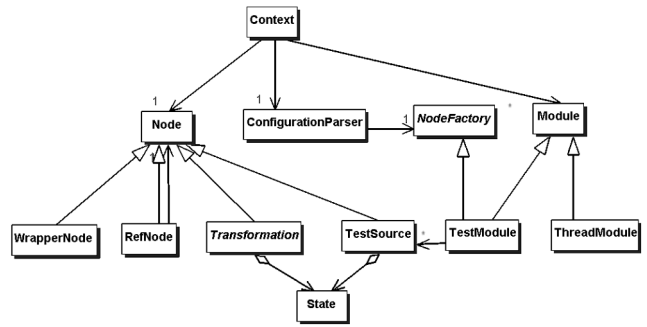 Context
1
1
*
Node
ConfigurationParser
1
NodeFactory
Module
1
WrapperNode
RefNode
Transformation
TestSource
*
TestModule
ThreadModule
State